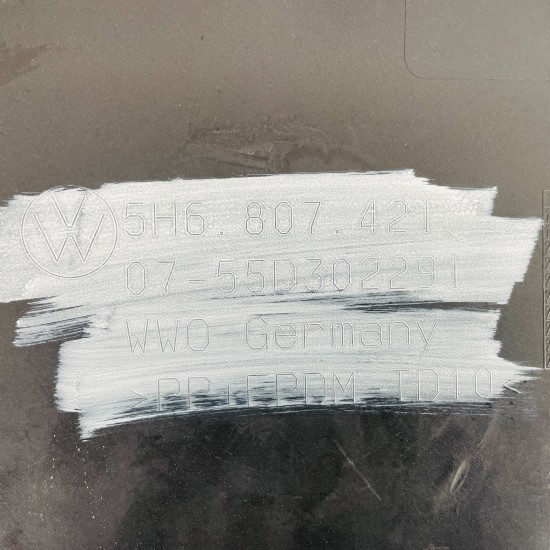 5H6.807.421
07-55D302291
WWO Germany
>PP+EPDM TD10<